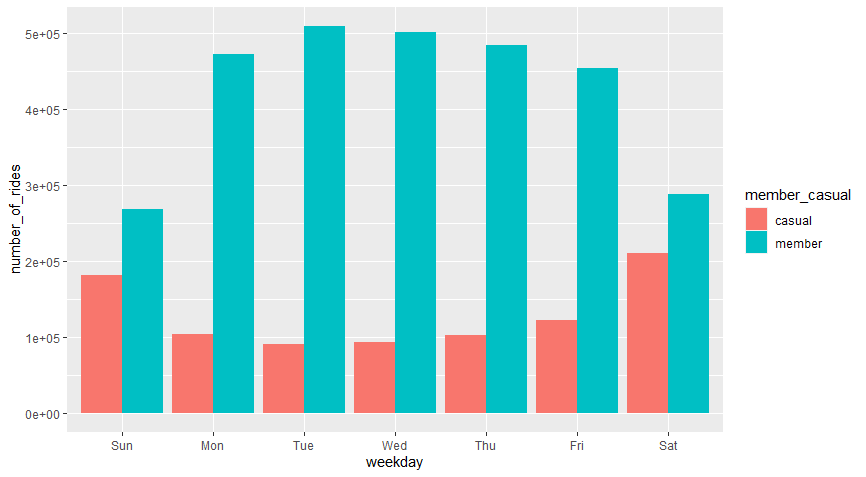 number_of_rides
5e+05
4e+05
3e+05
2e+05
1e+05
0e+00
Sun Mon Tue Wed Thu Fri Sat
weekday
member_casual
casual
member